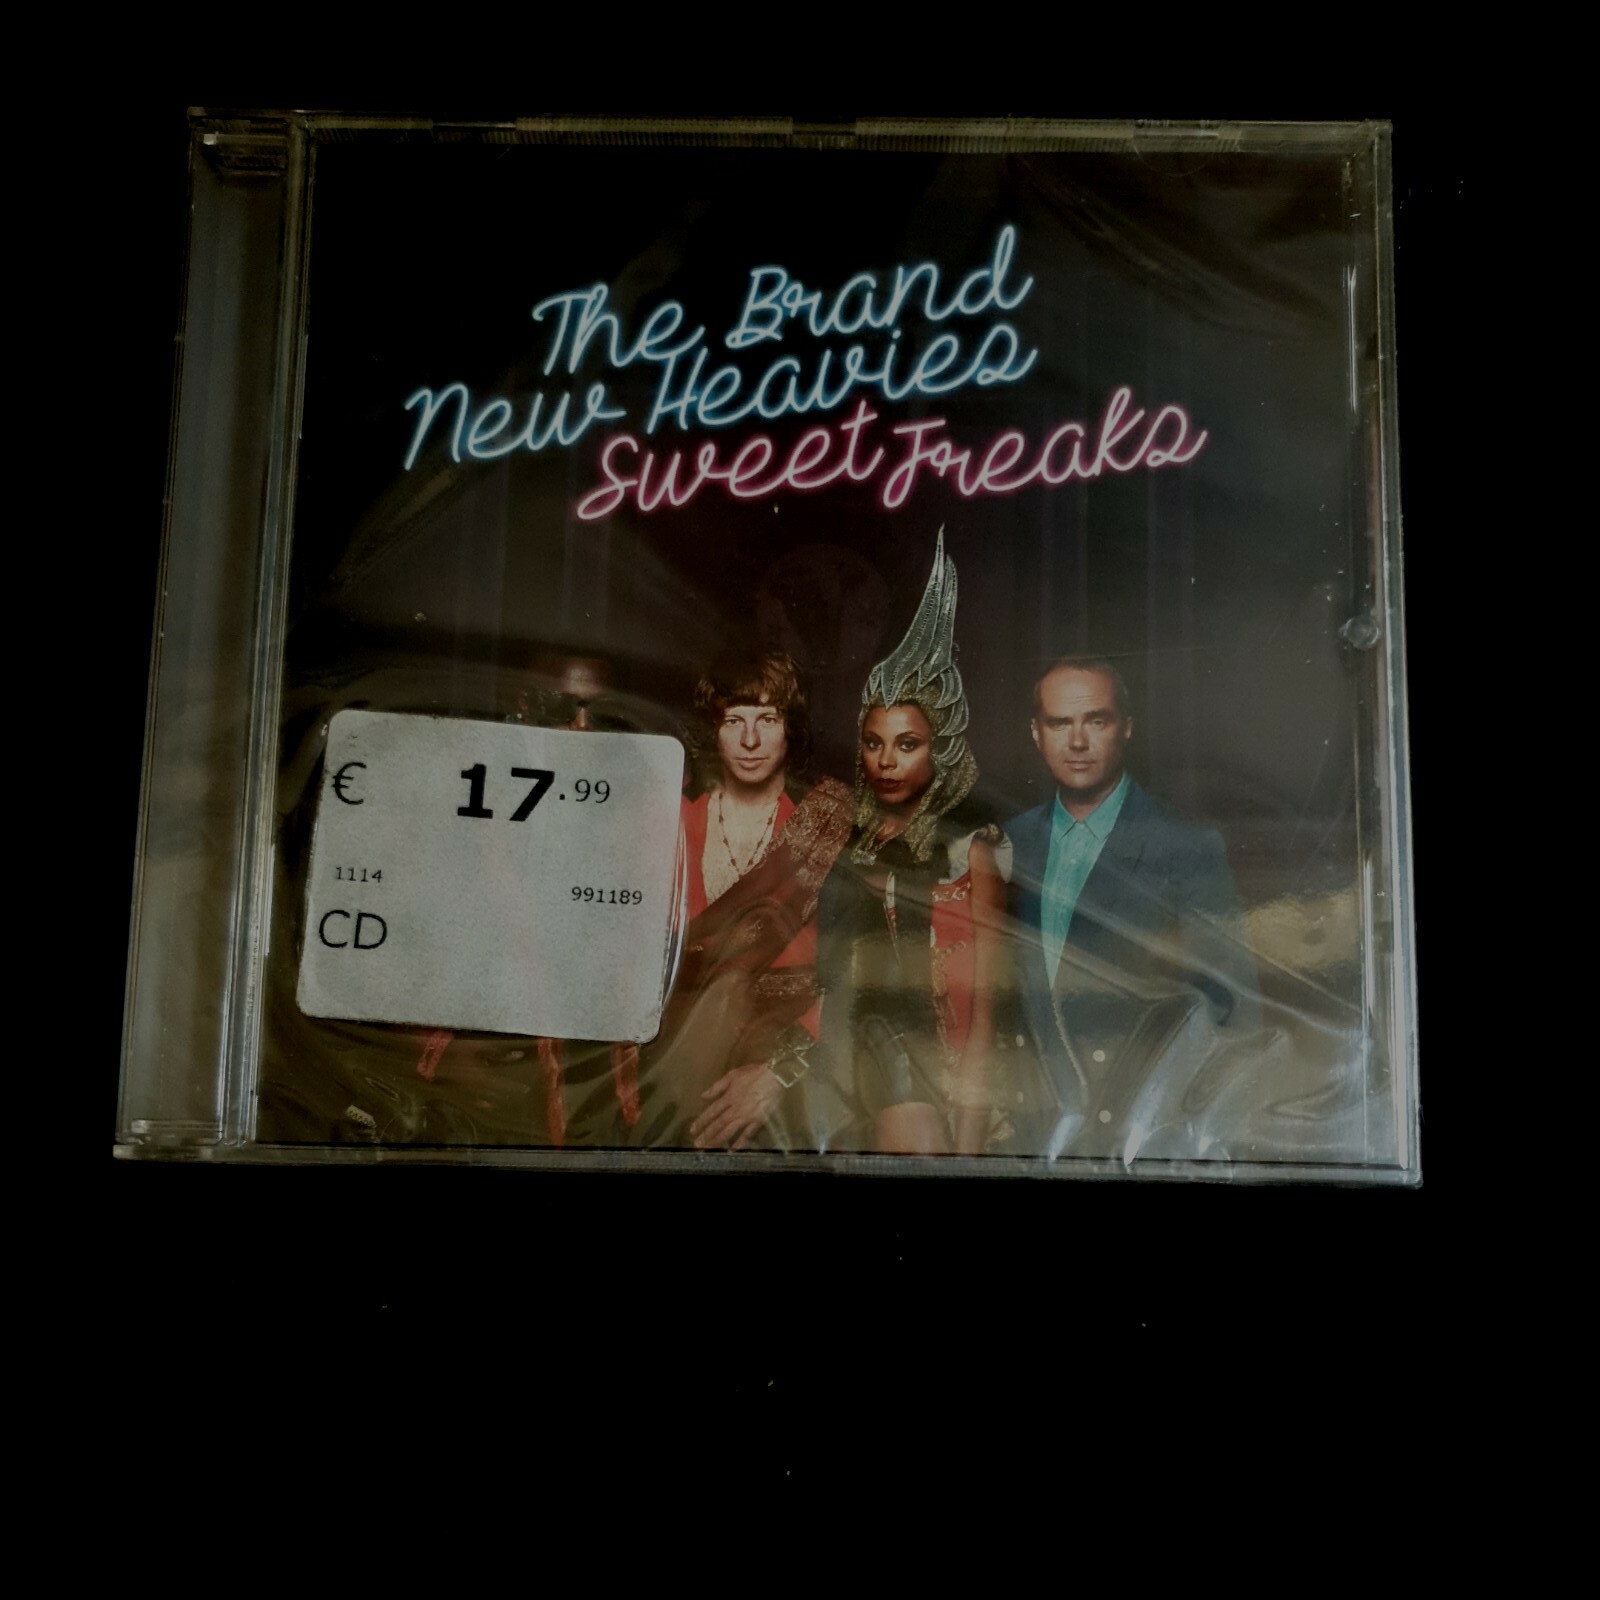 The Brand
New Heavies
Sweet Freaks
€ 17.99
1114 991189
CD